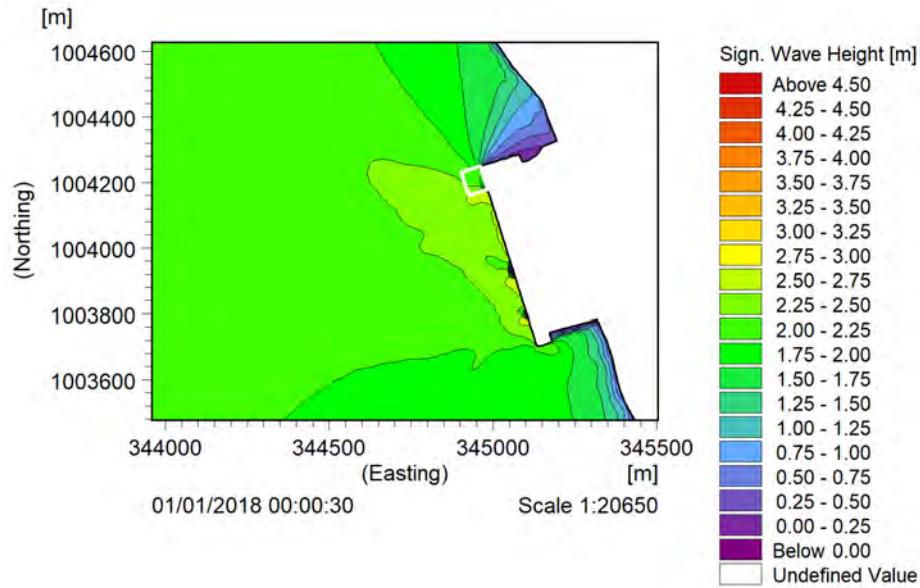 [m]
1004600
1004400
1004200
1004000
1003800
1003600
(Northing)
344000 344500 345000 345500
(Easting) [m]
01/01/2018 00:00:30 Scale 1:20650
Sign. Wave Height [m]
Above 4.50
4.25 - 4.50
4.00 - 4.25
3.75 - 4.00
3.50 - 3.75
3.25 - 3.50
3.00 - 3.25
2.75 - 3.00
2.50 - 2.75
2.25 - 2.50
2.00 - 2.25
1.75 - 2.00
1.50 - 1.75
1.25 - 1.50
1.00 - 1.25
0.75 - 1.00
0.50 - 0.75
0.25 - 0.50
0.00 - 0.25
Below 0.00
Undefined Value